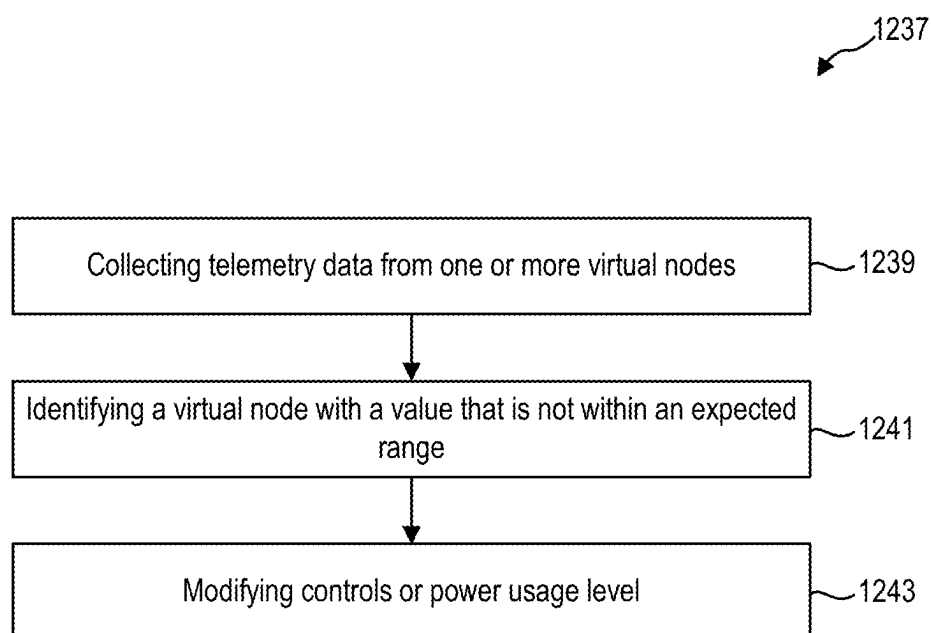 1237
Collecting telemetry data from one or more virtual nodes
1239
Identifying a virtual node with a value that is not within an expected
range
1241
Modifying controls or power usage level
1243